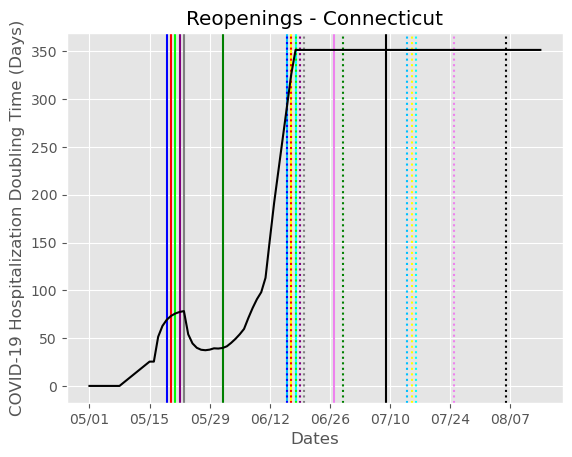 Reopenings - Connecticut
COVID-19 Hospitalization Doubling Time (Days)
350
300
250
200
150
100
50
0
05/01 05/15 05/29 06/12 06/26 07/10 07/24 08/07
Dates